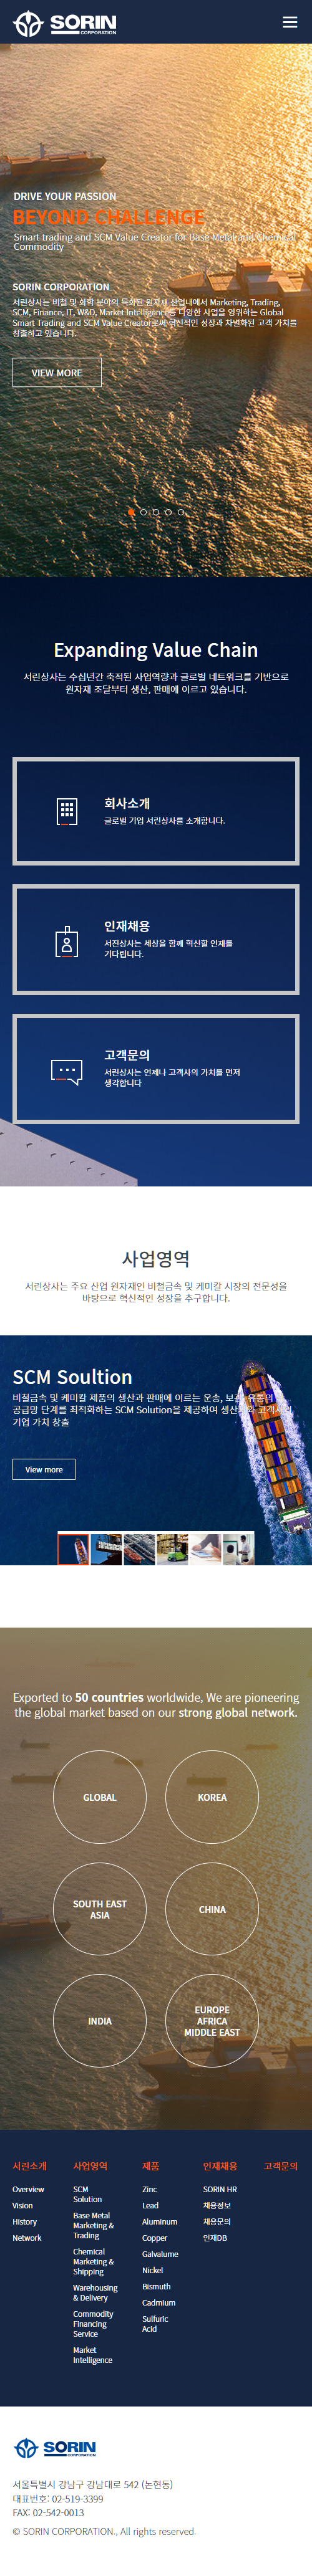 SORIN
CORPORATION
DRIVE YOUR PASSION
BEYOND CHALLENGE
Smart trading and SCM Value Creator for Base Metal and Chemical
Commodity
SORIN CORPORATION
서린상사는 비철 및 화학 분야의 특화된 원자재 산업내에서 Marketing, Trading,
SCM, Finance, IT, W&D, Market Intelligence등 다양한 사업을 영위하는 Global
Smart Trading and SCM Value Creator로써 혁신적인 성장과 차별화된 고객 가치를
창출하고 있습니다.
VIEW MORE
Expanding Value Chain
서린상사는 수십년간 축적된 사업역량과 글로벌 네트워크를 기반으로
원자재 조달부터 생산, 판매에 이르고 있습니다.
회사소개
글로벌 기업 서린상사를 소개합니다.
인재채용
서진상사는 세상을 함께 혁신할 인재를
기다립니다.
고객문의
서린상사는 언제나 고객사의 가치를 먼저
생각합니다
사업영역
서린상사는 주요 산업 원자재인 비철금속 및 케미칼 시장의 전문성을
바탕으로 혁신적인 성장을 추구합니다.
SCM Soultion
비철금속 및 케미칼 제품의 생산과 판매에 이르는 운송, 보관, 유통의
공급망 단계를 최적화하는 SCM Solution을 제공하여 생산자와 고객사의
기업 가치 창출
View more
Exported to 50 countries worldwide, We are pioneering
the global market based on our strong global network.
GLOBAL
KOREA
SOUTH EAST
ASIA
CHINA
INDIA
EUROPE
AFRICA
MIDDLE EAST
서린소개
Overview
Vision
History
Network
사업영역
SCM
Solution
Base Metal
Marketing &
Trading
Chemical
Marketing &
Shipping
Warehousing
& Delivery
Commodity
Financing
Service
Market
Intelligence
제품
Zinc
Lead
Aluminum
Copper
Galvalume
Nickel
Bismuth
Cadmium
Sulfuric
Acid
인재채용
SORIN HR
채용정보
채용문의
인재DB
고객문의
SORIN
CORPORATION
서울특별시 강남구 강남대로 542 (논현동)
대표번호: 02-519-3399
FAX: 02-542-0013
© SORIN CORPORATION., All rights reserved.